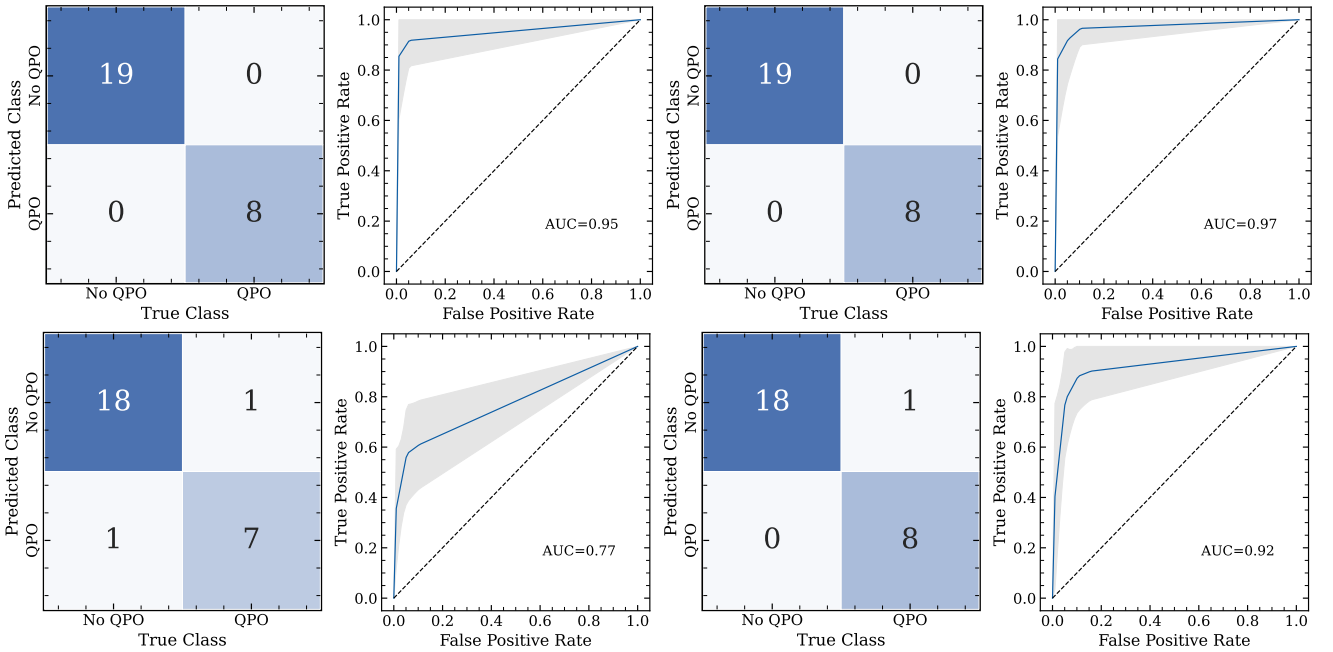 Predicted Class
No QPO
QPO
19
0
0
8
No QPO
QPO
True Class
True Positive Rate
1.0
0.8
0.6
0.4
0.2
0.0
AUC=0.95
0.0 0.2 0.4 0.6 0.8 1.0
False Positive Rate
Predicted Class
No QPO
QPO
19
0
0
8
No QPO
QPO
True Class
True Positive Rate
1.0
0.8
0.6
0.4
0.2
0.0
AUC=0.97
0.0 0.2 0.4 0.6 0.8 1.0
False Positive Rate
Predicted Class
No QPO
QPO
18
1
1
7
No QPO
QPO
True Class
True Positive Rate
1.0
0.8
0.6
0.4
0.2
0.0
AUC=0.77
0.0 0.2 0.4 0.6 0.8 1.0
False Positive Rate
Predicted Class
No QPO
QPO
18
1
0
8
No QPO
QPO
True Class
True Positive Rate
1.0
0.8
0.6
0.4
0.2
0.0
AUC=0.92
0.0 0.2 0.4 0.6 0.8 1.0
False Positive Rate